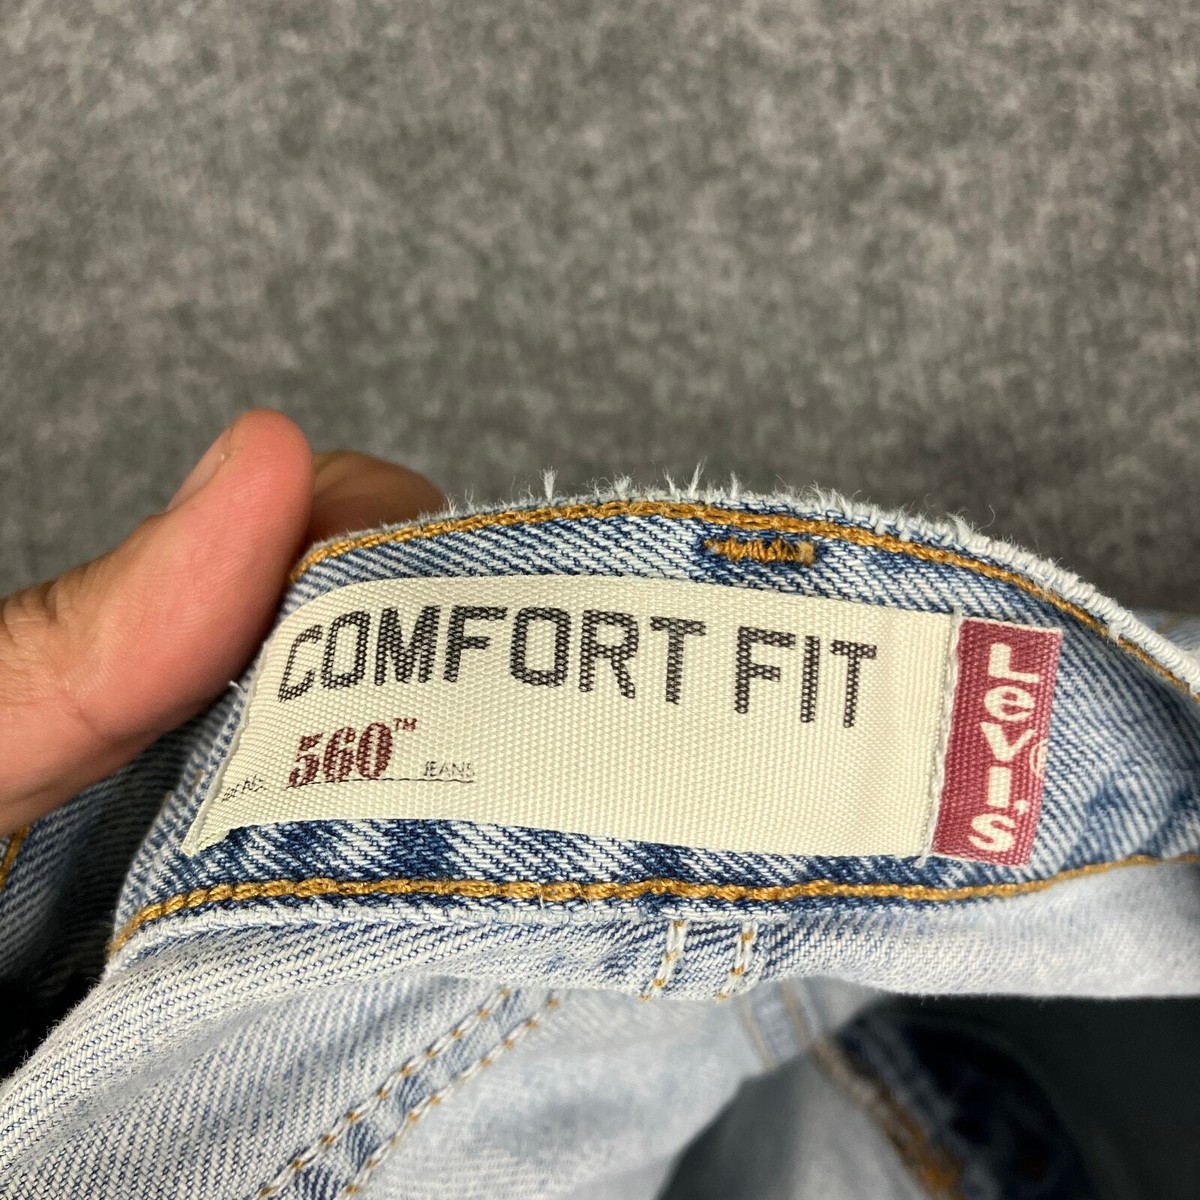 COMFORT FIT
560™ JEANS
LeVI'S®